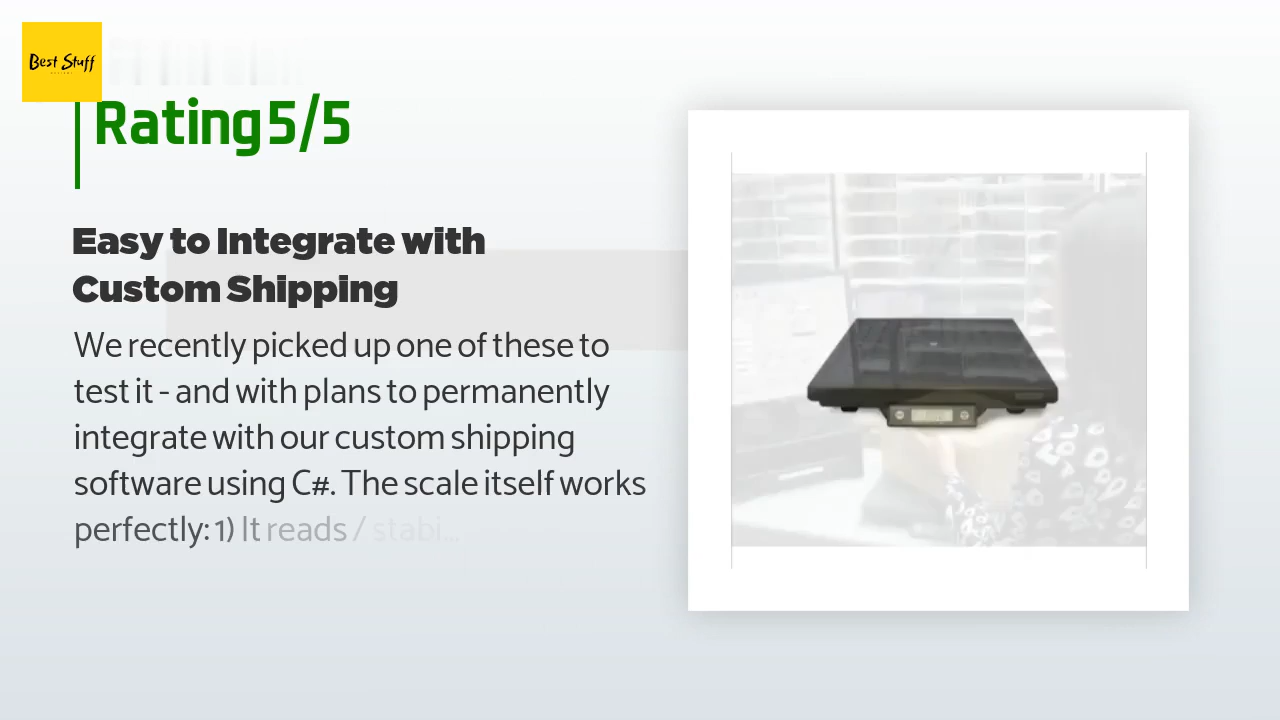 Best Stuff
Rating 5/5
Easy to Integrate with
Custom Shipping
We recently picked up one of these to
test it - and with plans to permanently
integrate with our custom shipping
software using C#. The scale itself works
perfectly: 1) It reads / stabi...